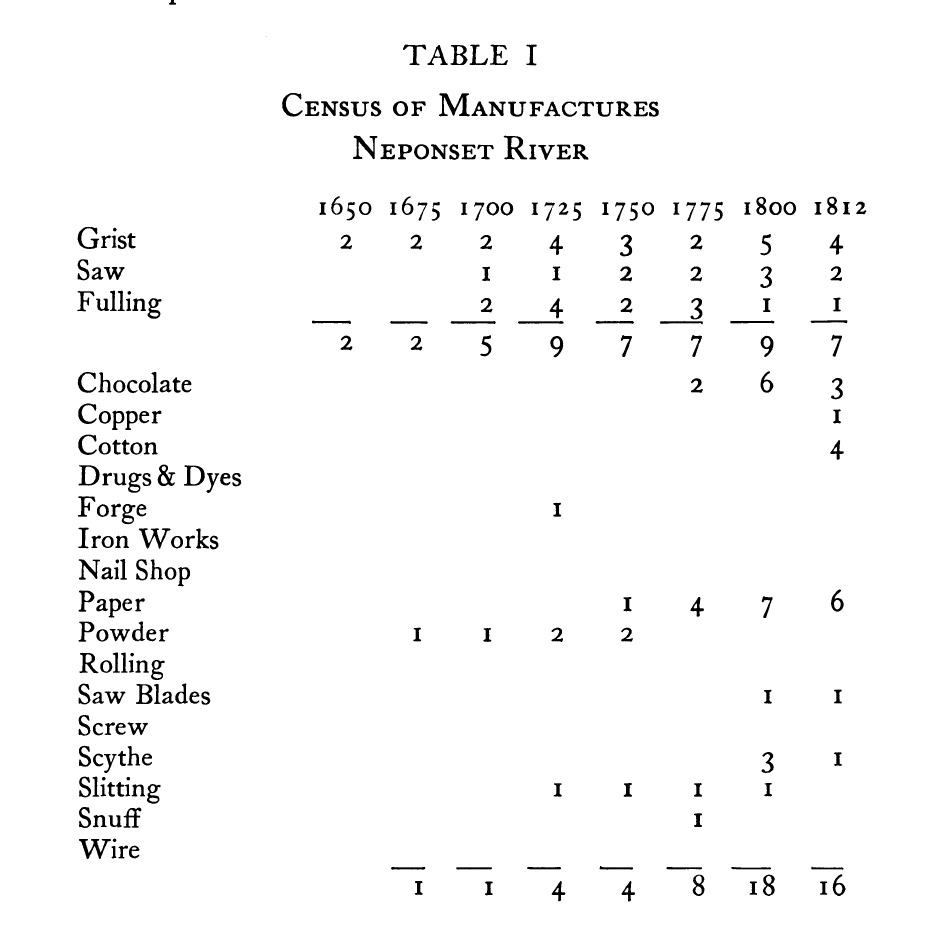 TABLE I
CENSUS OF MANUFACTURES
NEPONSET RIVER
1650 1675 1700 1725 1750 1775 1800 1812
Grist 2 2 2 4 3 2 5 4
Saw 1 1 2 2 3 2
Fulling 2 4 2 3 1 1
2 2 5 9 7 7 9 7
Chocolate 2 6 3
Copper 1
Cotton 4
Drugs & Dyes
Forge 1
Iron Works
Nail Shop
Paper 1 4 7 6
Powder 1 1 2 2
Rolling
Saw Blades 1 1
Screw
Scythe 3 1
Slitting 1 1 1 1
Snuff 1
Wire
1 1 4 4 8 18 16